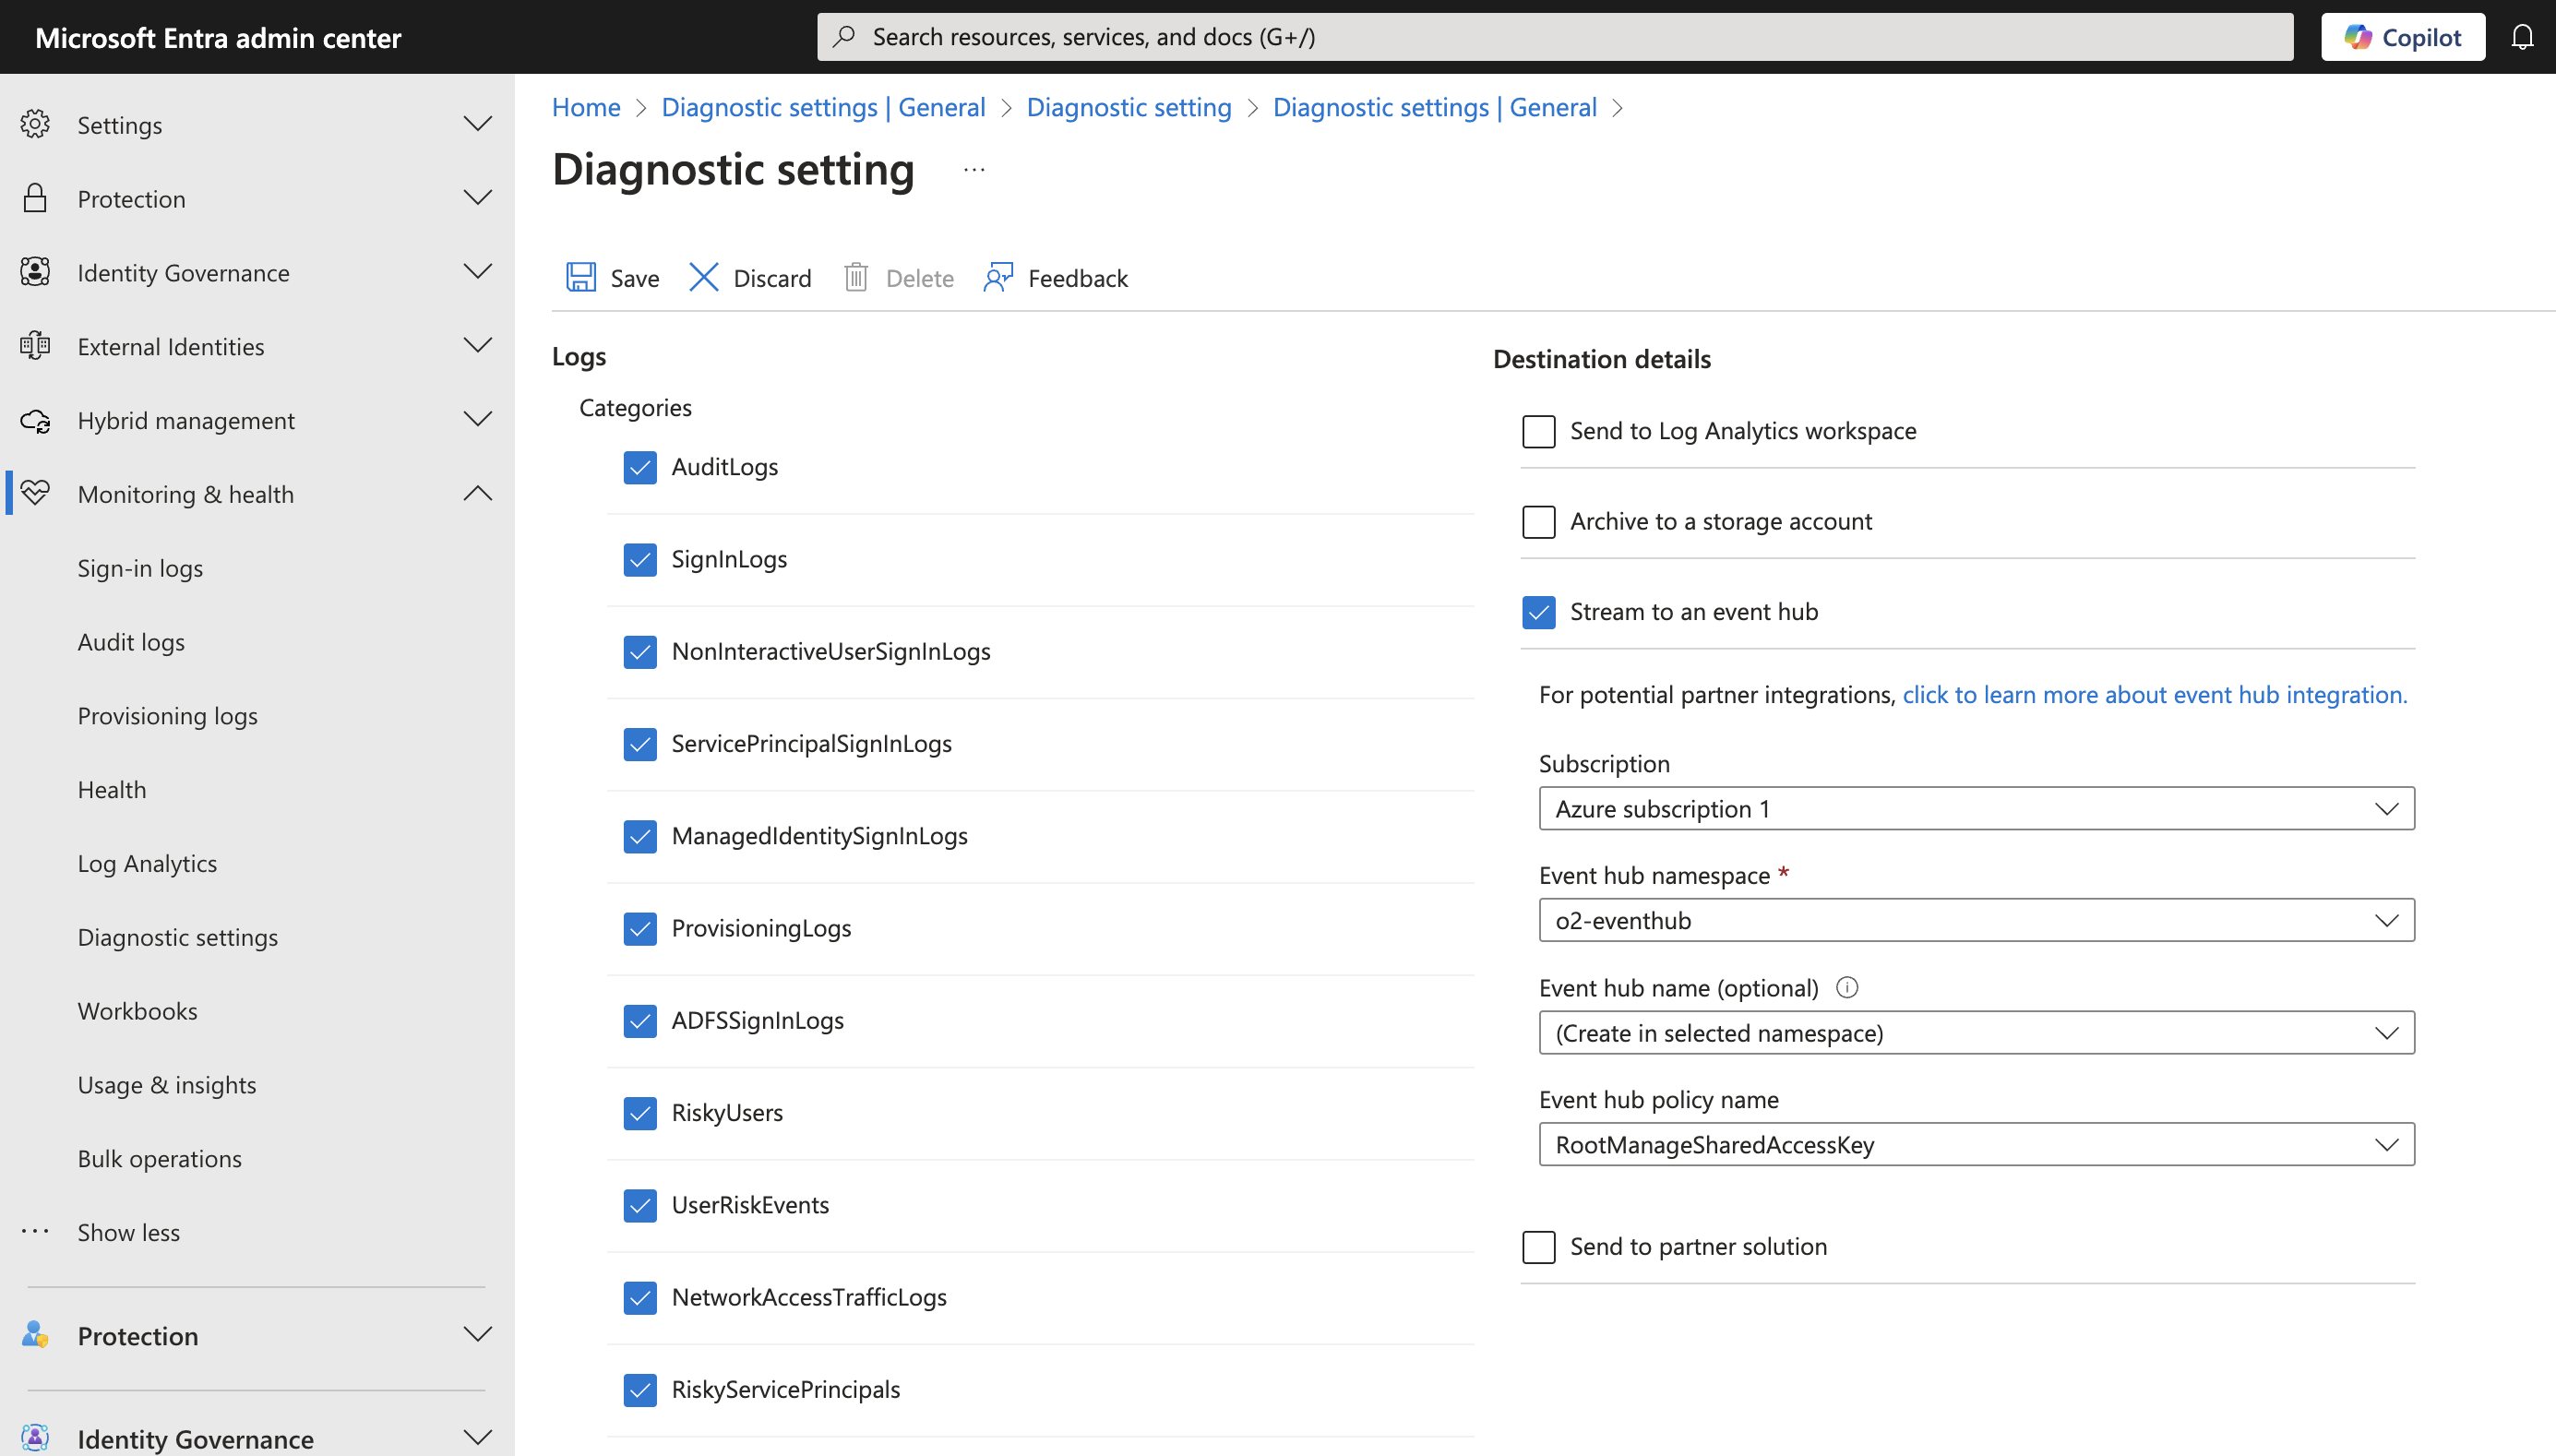 Microsoft Entra admin center
Search resources, services, and docs (G+/)
Copilot
Settings
Protection
Identity Governance
External Identities
Hybrid management
Monitoring & health
Sign-in logs
Audit logs
Provisioning logs
Health
Log Analytics
Diagnostic settings
Workbooks
Usage & insights
Bulk operations
Show less
Protection
Identity Governance
Home > Diagnostic settings | General > Diagnostic setting > Diagnostic settings | General >
Diagnostic setting ...
Save Discard Delete Feedback
Logs
Categories
AuditLogs
SignInLogs
NonInteractiveUserSignInLogs
ServicePrincipalSignInLogs
ManagedIdentitySignInLogs
ProvisioningLogs
ADFSSignInLogs
RiskyUsers
UserRiskEvents
NetworkAccessTrafficLogs
RiskyServicePrincipals
Destination details
Send to Log Analytics workspace
Archive to a storage account
Stream to an event hub
For potential partner integrations, click to learn more about event hub integration.
Subscription
Azure subscription 1
Event hub namespace *
o2-eventhub
Event hub name (optional)
(Create in selected namespace)
Event hub policy name
RootManageSharedAccessKey
Send to partner solution